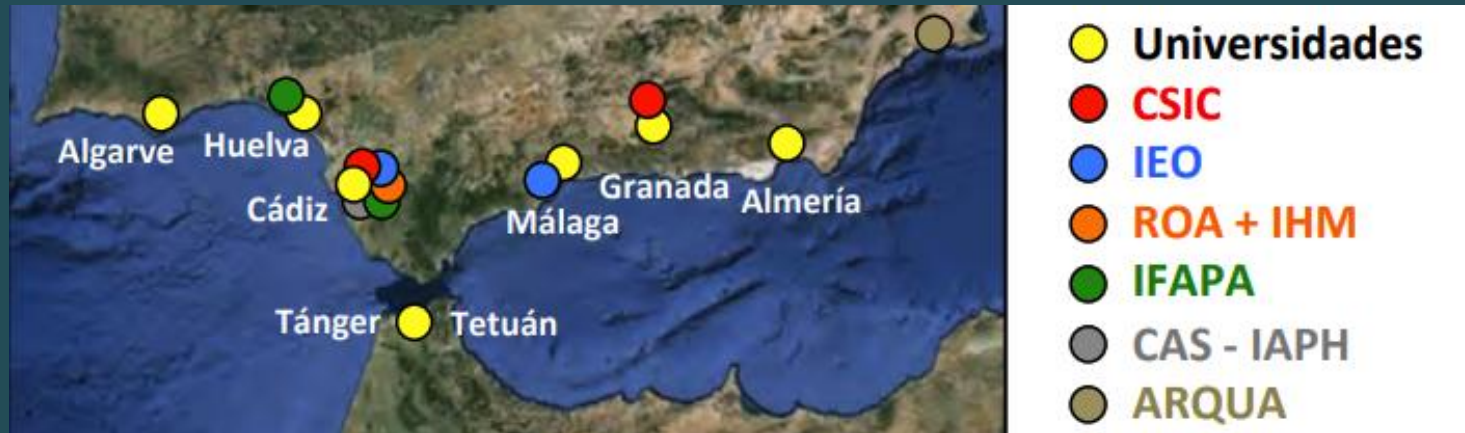 Algarve
Huelva
Cádiz
Málaga
Granada
Almería
Tánger
Tetuán
Universidades
CSIC
IEO
ROA + IHM
IFAPA
CAS - IAPH
ARQUA